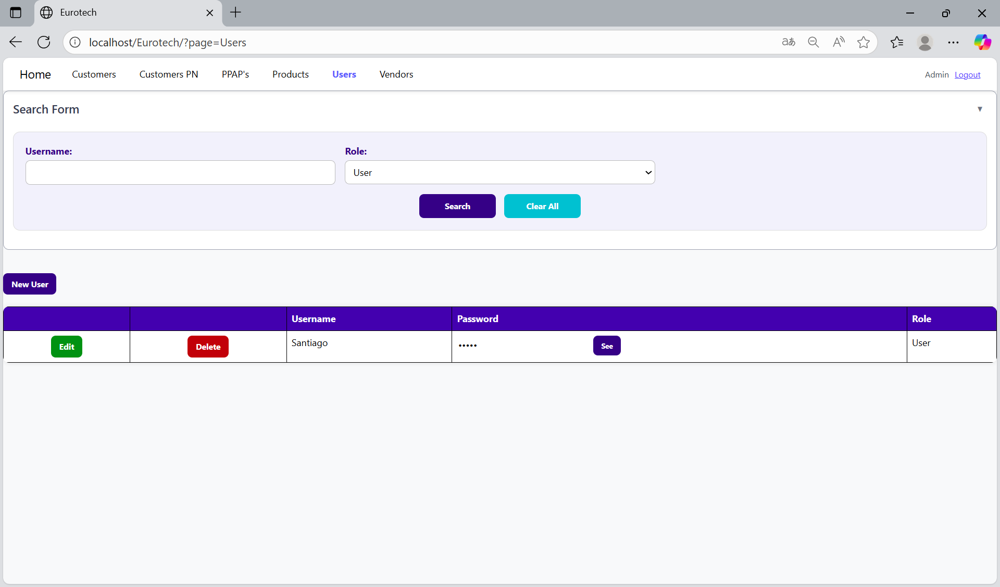 Eurotech
localhost/Eurotech/?page=Users
Home Customers Customers PN PPAP's Products Users Vendors Admin Logout
Search Form
Username: Role:
User
Search Clear All
New User
Username Password Role
Edit Delete Santiago ••••• See User